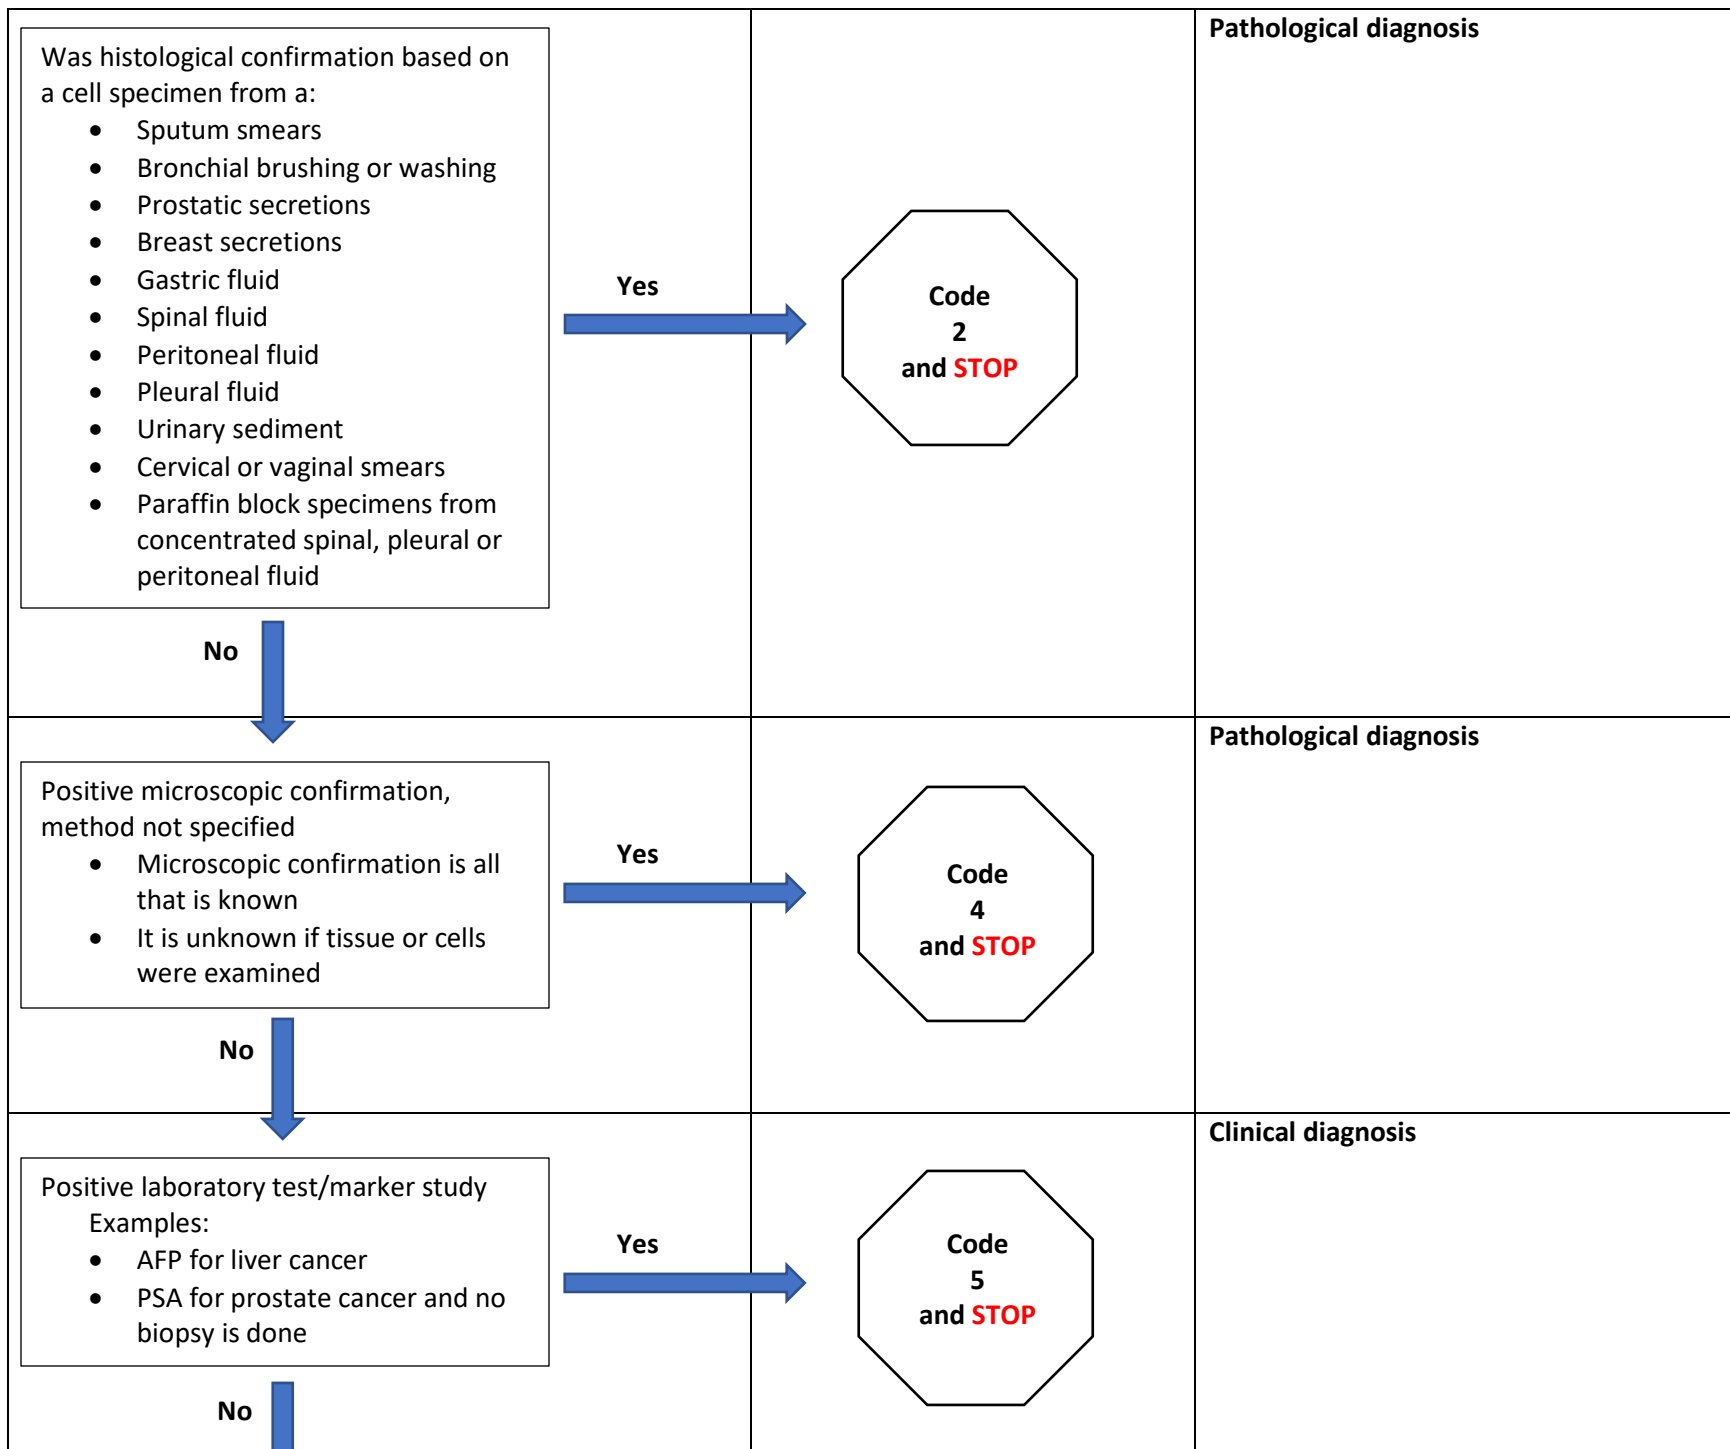 Pathological diagnosis
Was histological confirmation based on
a cell specimen from a:
• Sputum smears
• Bronchial brushing or washing
• Prostatic secretions
• Breast secretions
• Gastric fluid
• Spinal fluid
• Peritoneal fluid
• Pleural fluid
• Urinary sediment
• Cervical or vaginal smears
• Paraffin block specimens from
concentrated spinal, pleural or
peritoneal fluid
Yes
Code
2
and STOP
No
Pathological diagnosis
Positive microscopic confirmation,
method not specified
• Microscopic confirmation is all
that is known
• It is unknown if tissue or cells
were examined
Yes
Code
4
and STOP
No
Clinical diagnosis
Positive laboratory test/marker study
Examples:
• AFP for liver cancer
• PSA for prostate cancer and no
biopsy is done
Yes
Code
5
and STOP
No